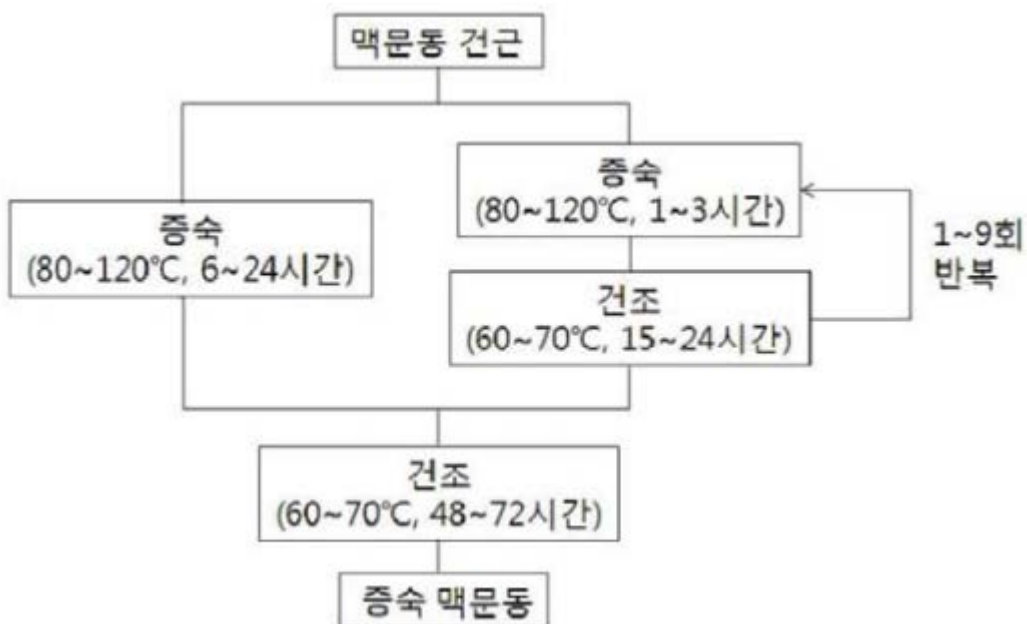 맥문동 건근
증숙
(80~120℃, 6~24시간)
증숙
(80~120℃, 1~3시간)
건조
(60~70℃, 15~24시간)
1~9회
반복
건조
(60~70℃, 48~72시간)
증숙 맥문동